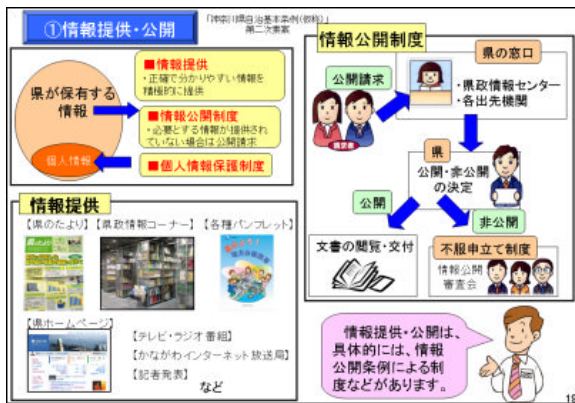 ①情報提供・公開
「神奈川県自治基本条例(仮称)」
第二次素案
県が保有する
情報
個人情報
■情報提供
・正確で分かりやすい情報を
積極的に提供
■情報公開制度
・必要とする情報が提供され
ていない場合は公開請求
■個人情報保護制度
情報提供
【県のたより】
【県政情報コーナー】
【各種パンフレット】
【県ホームページ】
【テレビ・ラジオ番組】
【かながわインターネット放送局】
【記者発表】
など
情報公開制度
公開請求
請求者
県の窓口
・県政情報センター
・各出先機関
県
公開・非公開
の決定
公開
非公開
文書の閲覧・交付
不服申立て制度
情報公開
審査会
情報提供・公開は、
具体的には、情報
公開条例による制
度などがあります。